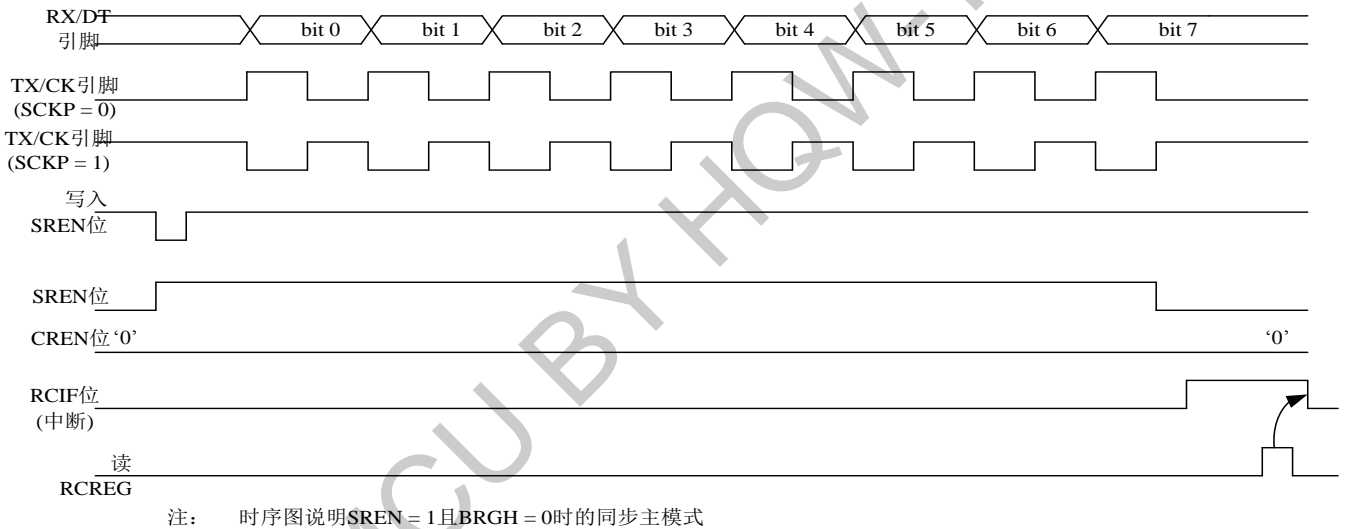 RX/DT
引脚
bit 0 bit 1 bit 2 bit 3 bit 4 bit 5 bit 6 bit 7
TX/CK引脚
(SCKP = 0)
TX/CK引脚
(SCKP = 1)
写入
SREN位
SREN位
CREN位 ‘0’ ‘0’
RCIF位
(中断)
读
RCREG
注： 时序图说明SREN = 1且BRGH = 0时的同步主模式
MCU BY HQW-